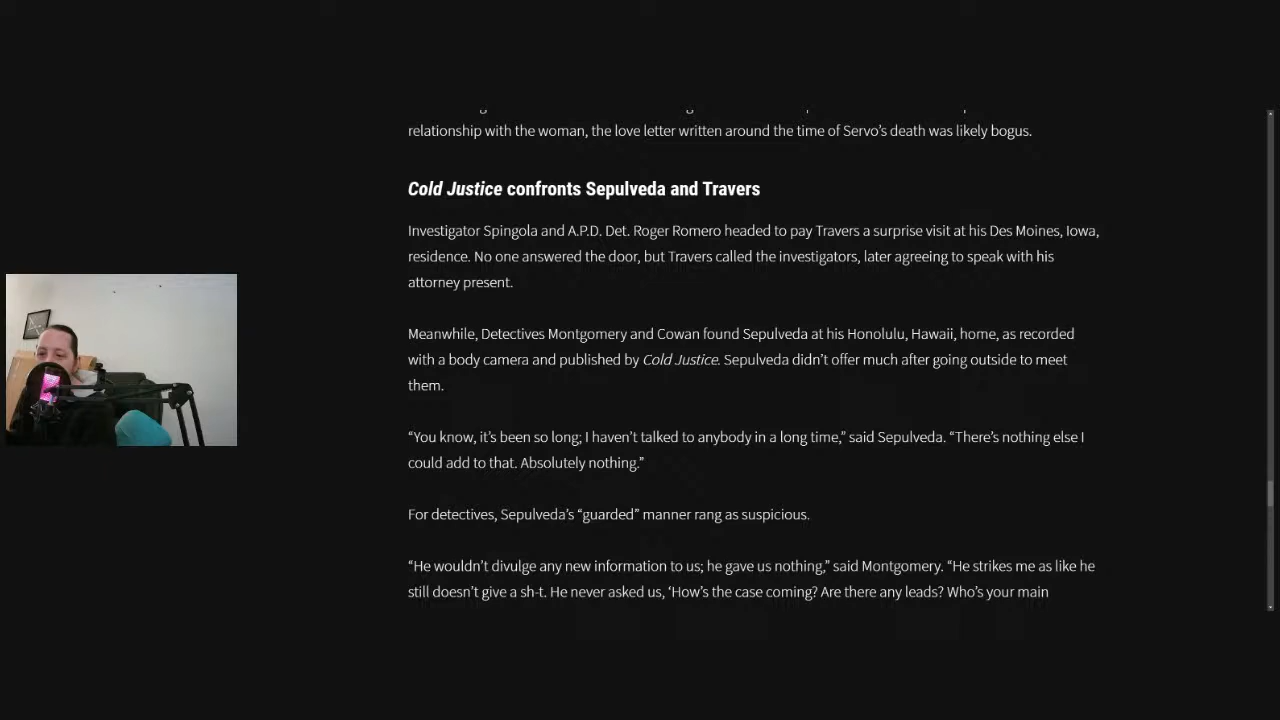 relationship with the woman, the love letter written around the time of Servo’s death was likely bogus.
Cold Justice confronts Sepulveda and Travers
Investigator Spingola and A.P.D. Det. Roger Romero headed to pay Travers a surprise visit at his Des Moines, Iowa,
residence. No one answered the door, but Travers called the investigators, later agreeing to speak with his
attorney present.
Meanwhile, Detectives Montgomery and Cowan found Sepulveda at his Honolulu, Hawaii, home, as recorded
with a body camera and published by Cold Justice. Sepulveda didn’t offer much after going outside to meet
them.
“You know, it’s been so long; I haven’t talked to anybody in a long time,” said Sepulveda. “There’s nothing else I
could add to that. Absolutely nothing.”
For detectives, Sepulveda’s “guarded” manner rang as suspicious.
“He wouldn’t divulge any new information to us; he gave us nothing,” said Montgomery. “He strikes me as like he
still doesn’t give a sh-t. He never asked us, ‘How’s the case coming? Are there any leads? Who’s your main